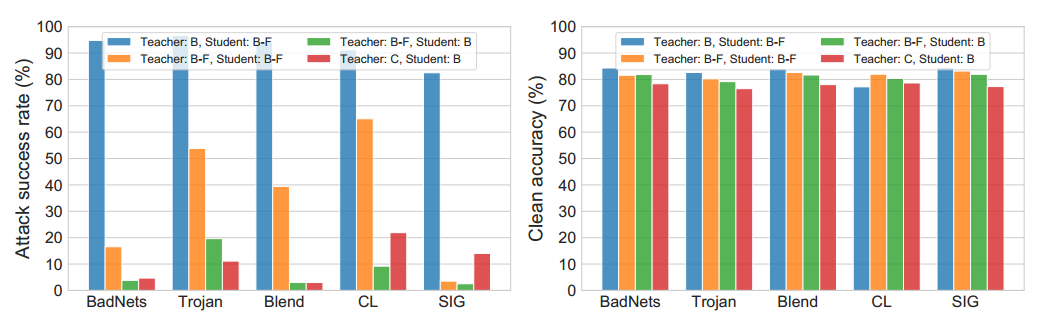 Attack success rate (%)
100
90
80
70
60
50
40
30
20
10
0
Teacher: B, Student: B-F
Teacher: B-F, Student: B-F
Teacher: B-F, Student: B
Teacher: C, Student: B
BadNets Trojan Blend CL SIG
Clean accuracy (%)
100
90
80
70
60
50
40
30
20
10
0
Teacher: B, Student: B-F
Teacher: B-F, Student: B-F
Teacher: B-F, Student: B
Teacher: C, Student: B
BadNets Trojan Blend CL SIG